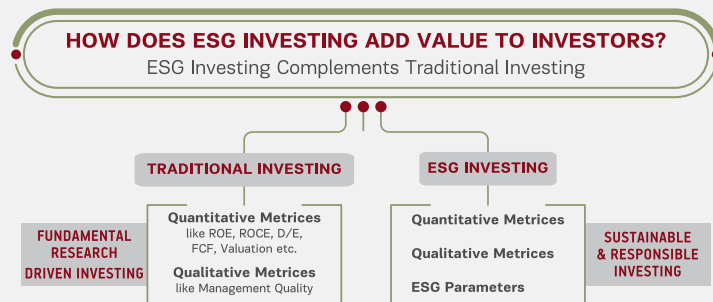 HOW DOES ESG INVESTING ADD VALUE TO INVESTORS?
ESG Investing Complements Traditional Investing
TRADITIONAL INVESTING
ESG INVESTING
FUNDAMENTAL
RESEARCH
DRIVEN INVESTING
Quantitative Metrices
like ROE, ROCE, D/E,
FCF, Valuation etc.
Qualitative Metrices
like Management Quality
Quantitative Metrices
Qualitative Metrices
ESG Parameters
SUSTAINABLE
& RESPONSIBLE
INVESTING